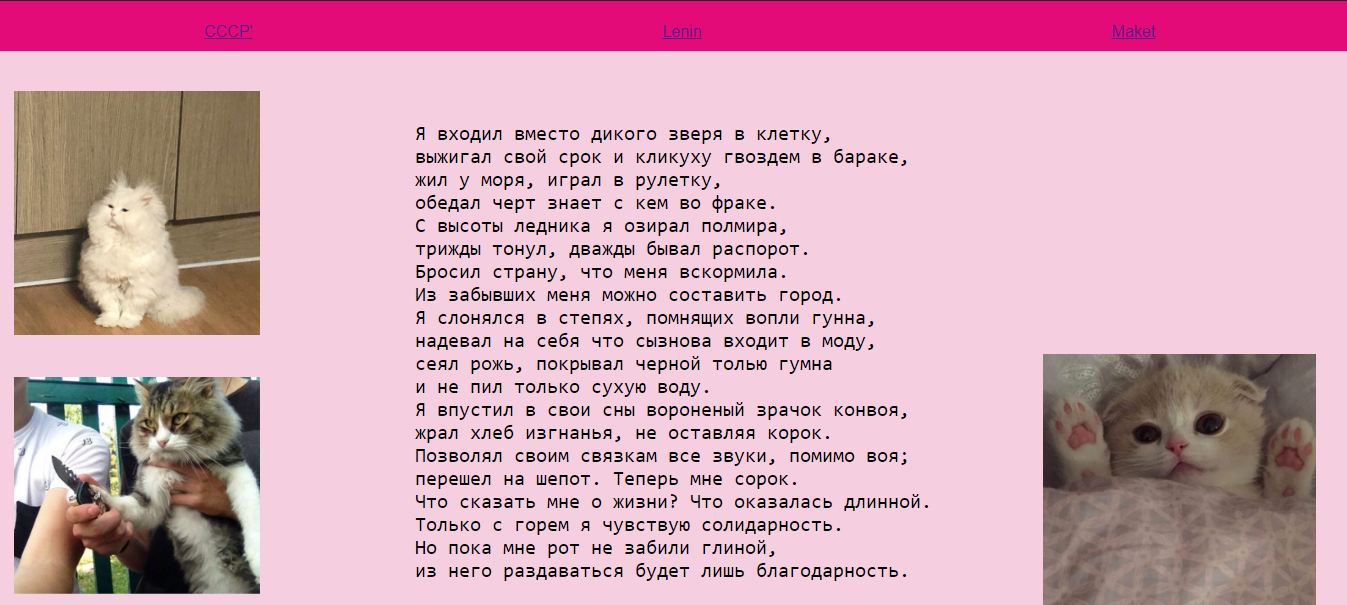 СССР'
Lenin
Maket
Я входил вместо дикого зверя в клетку,
выжигал свой срок и кликуху гвоздем в бараке,
жил у моря, играл в рулетку,
обедал черт знает с кем во фраке.
С высоты ледника я озирал полмира,
трижды тонул, дважды бывал распорот.
Бросил страну, что меня вскормила.
Из забывших меня можно составить город.
Я слонялся в степях, помнящих вопли гунна,
надевал на себя что сызнова входит в моду,
сеял рожь, покрывал черной толью гумна
и не пил только сухую воду.
Я впустил в свои сны вороненый зрачок конвоя,
жрал хлеб изгнанья, не оставляя корок.
Позволял своим связкам все звуки, помимо воя;
перешел на шепот. Теперь мне сорок.
Что сказать мне о жизни? Что оказалась длинной.
Только с горем я чувствую солидарность.
Но пока мне рот не забили глиной,
из него раздаваться будет лишь благодарность.